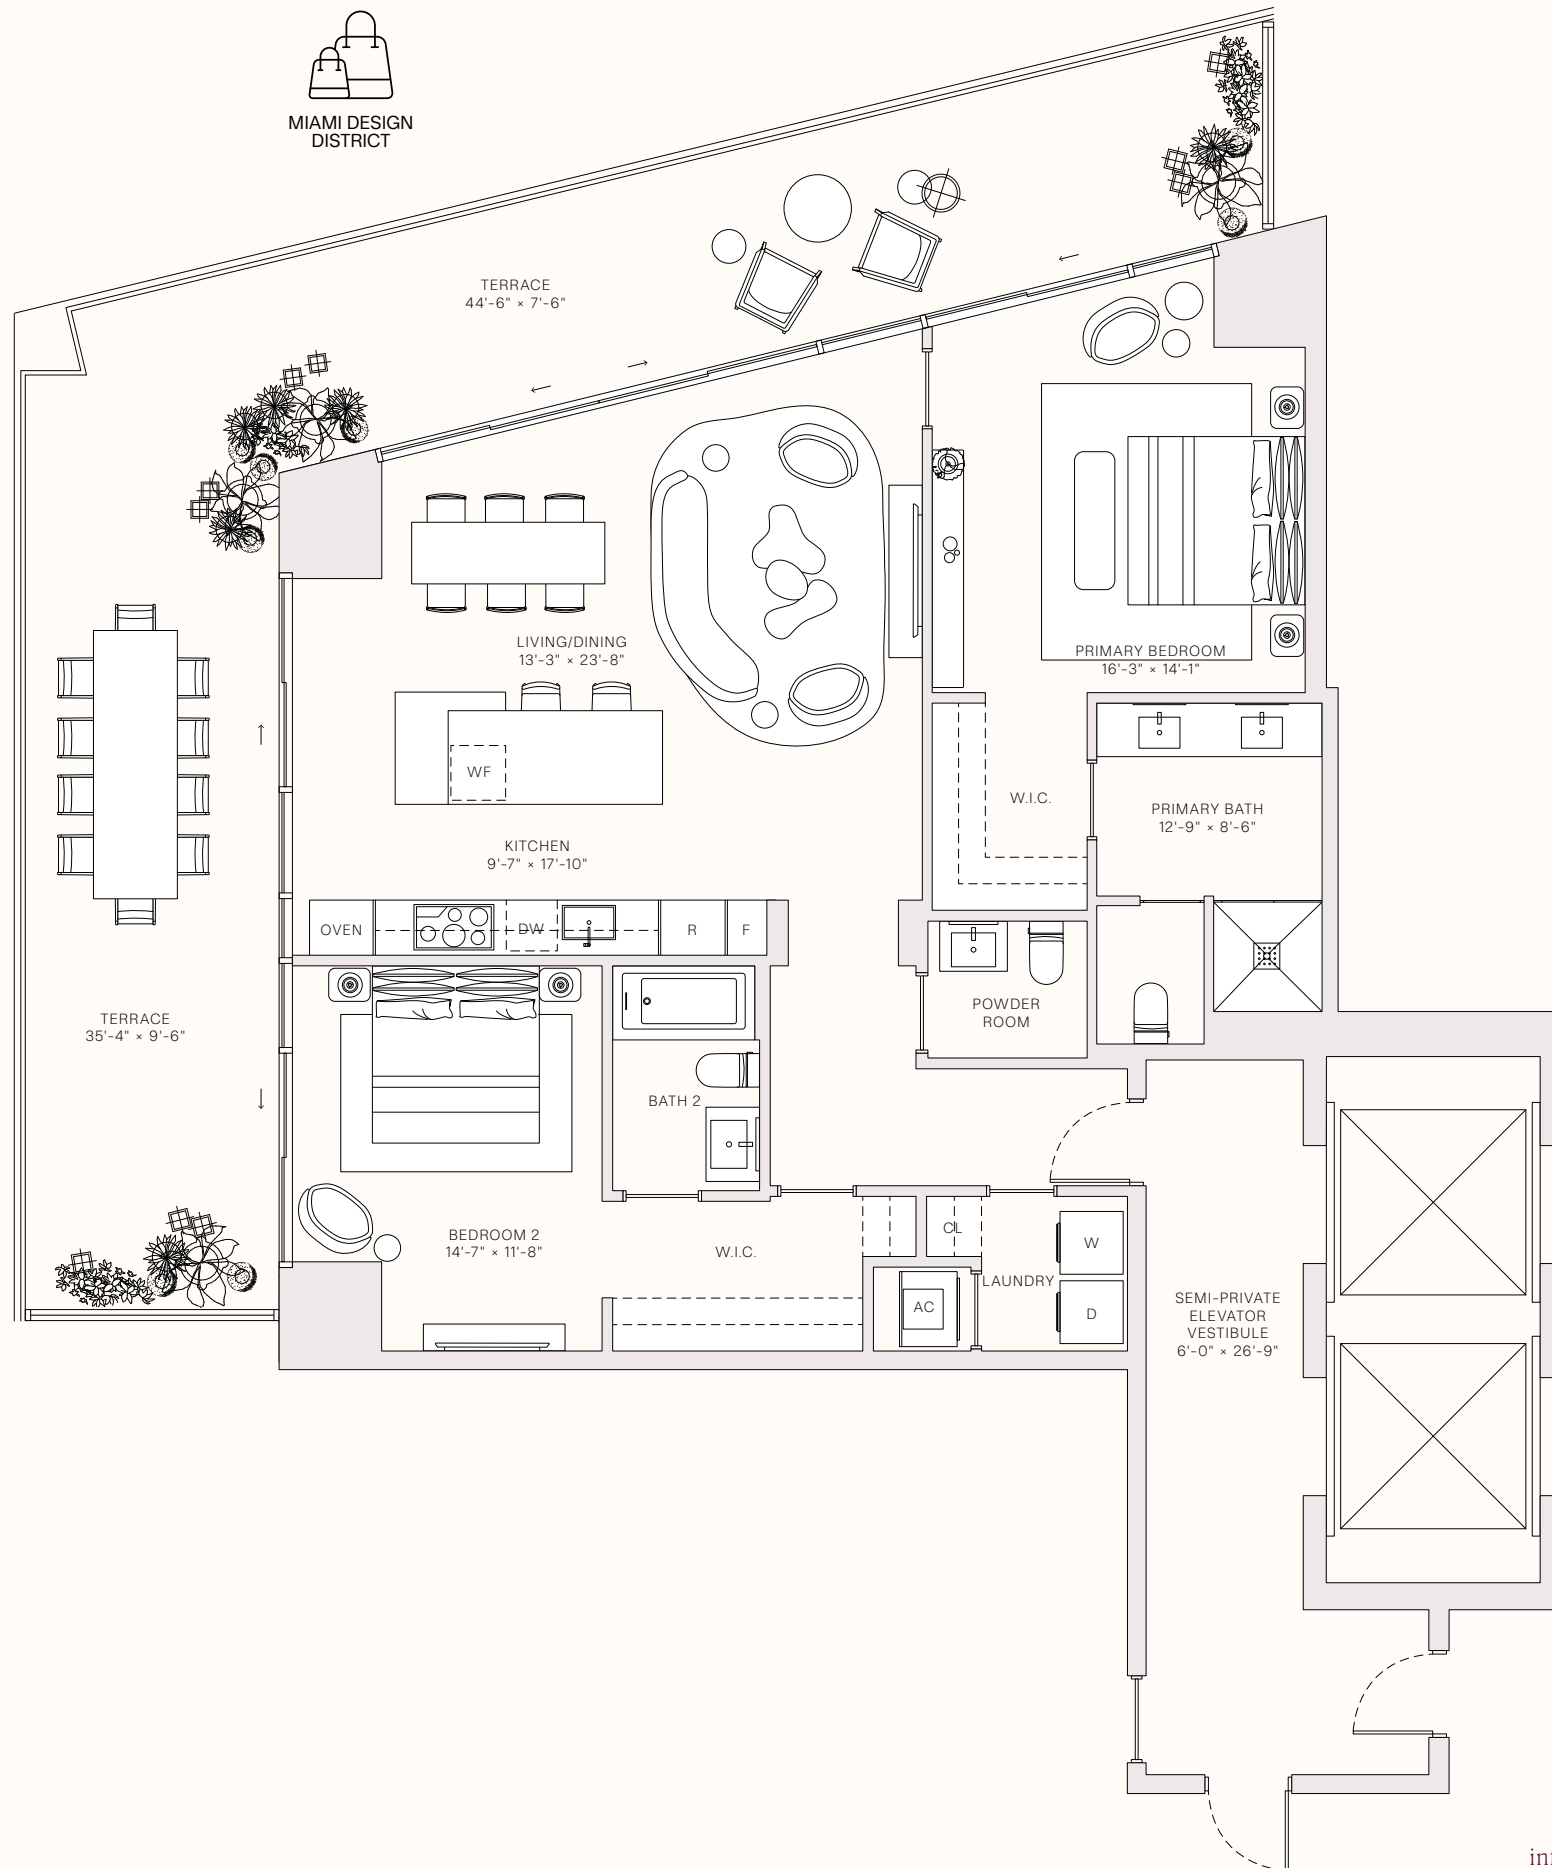 MIAMI DESIGN
DISTRICT
TERRACE
44'-6" × 7'-6"
LIVING/DINING
13'-3" × 23'-8"
PRIMARY BEDROOM
16'-3" × 14'-1"
WF
W.I.C.
PRIMARY BATH
12'-9" × 8'-6"
KITCHEN
9'-7" × 17'-10"
OVEN
DW
R
F
TERRACE
35'-4" × 9'-6"
POWDER
ROOM
BATH 2
BEDROOM 2
14'-7" × 11'-8"
W.I.C.
CL
W
LAUNDRY
AC
D
SEMI-PRIVATE
ELEVATOR
VESTIBULE
6'-0" × 26'-9"